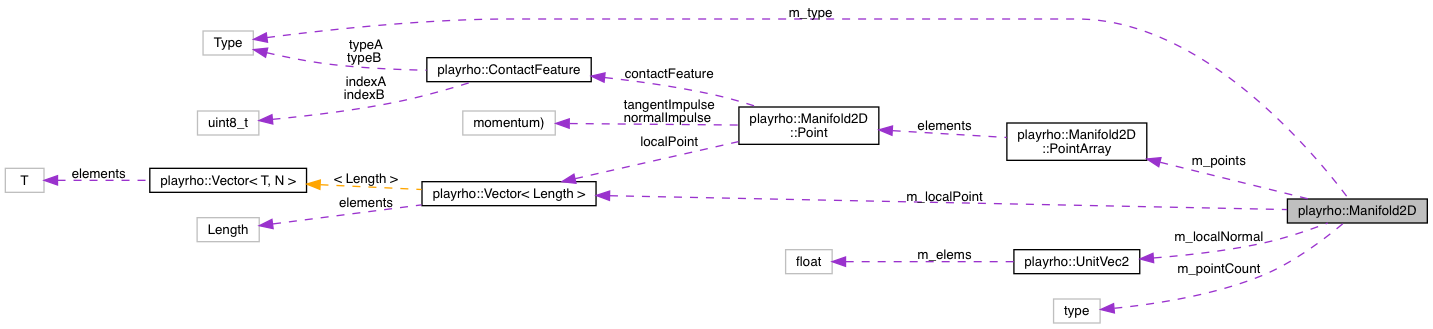 m_type
Type
typeA
typeB
playrho::ContactFeature
contactFeature
indexA
indexB
uint8_t
momentum)
tangentImpulse
normalImpulse
playrho::Manifold2D
::Point
elements
playrho::Manifold2D
::PointArray
localPoint
m_points
T
elements
playrho::Vector< T, N >
< Length >
playrho::Vector< Length >
elements
Length
m_localPoint
playrho::Manifold2D
m_localNormal
float
m_elems
playrho::UnitVec2
m_pointCount
type